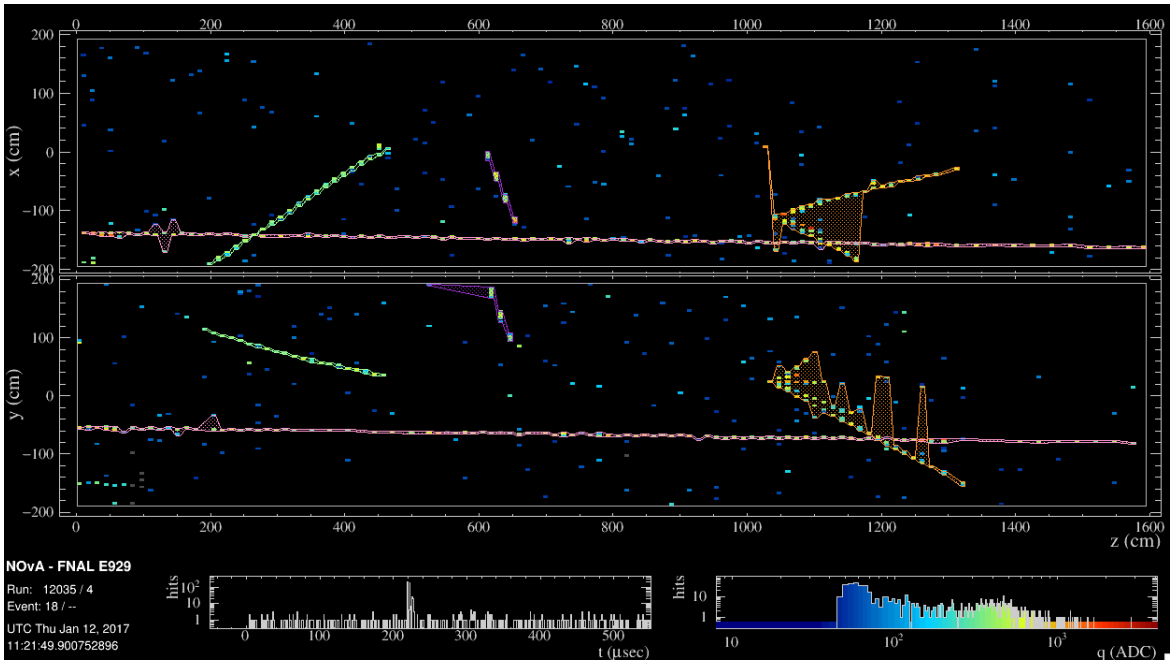 0 200 400 600 800 1000 1200 1400 1600
200
100
0
−100
−200
x (cm)
200
100
0
−100
−200
y (cm)
0 200 400 600 800 1000 1200 1400 1600
z (cm)
NOvA - FNAL E929
Run: 12035 / 4
Event: 18 / --
UTC Thu Jan 12, 2017
11:21:49.900752896
hits
10²
10
1
0 100 200 300 400 500
t (μsec)
hits
10
1
10 10² 10³
q (ADC)